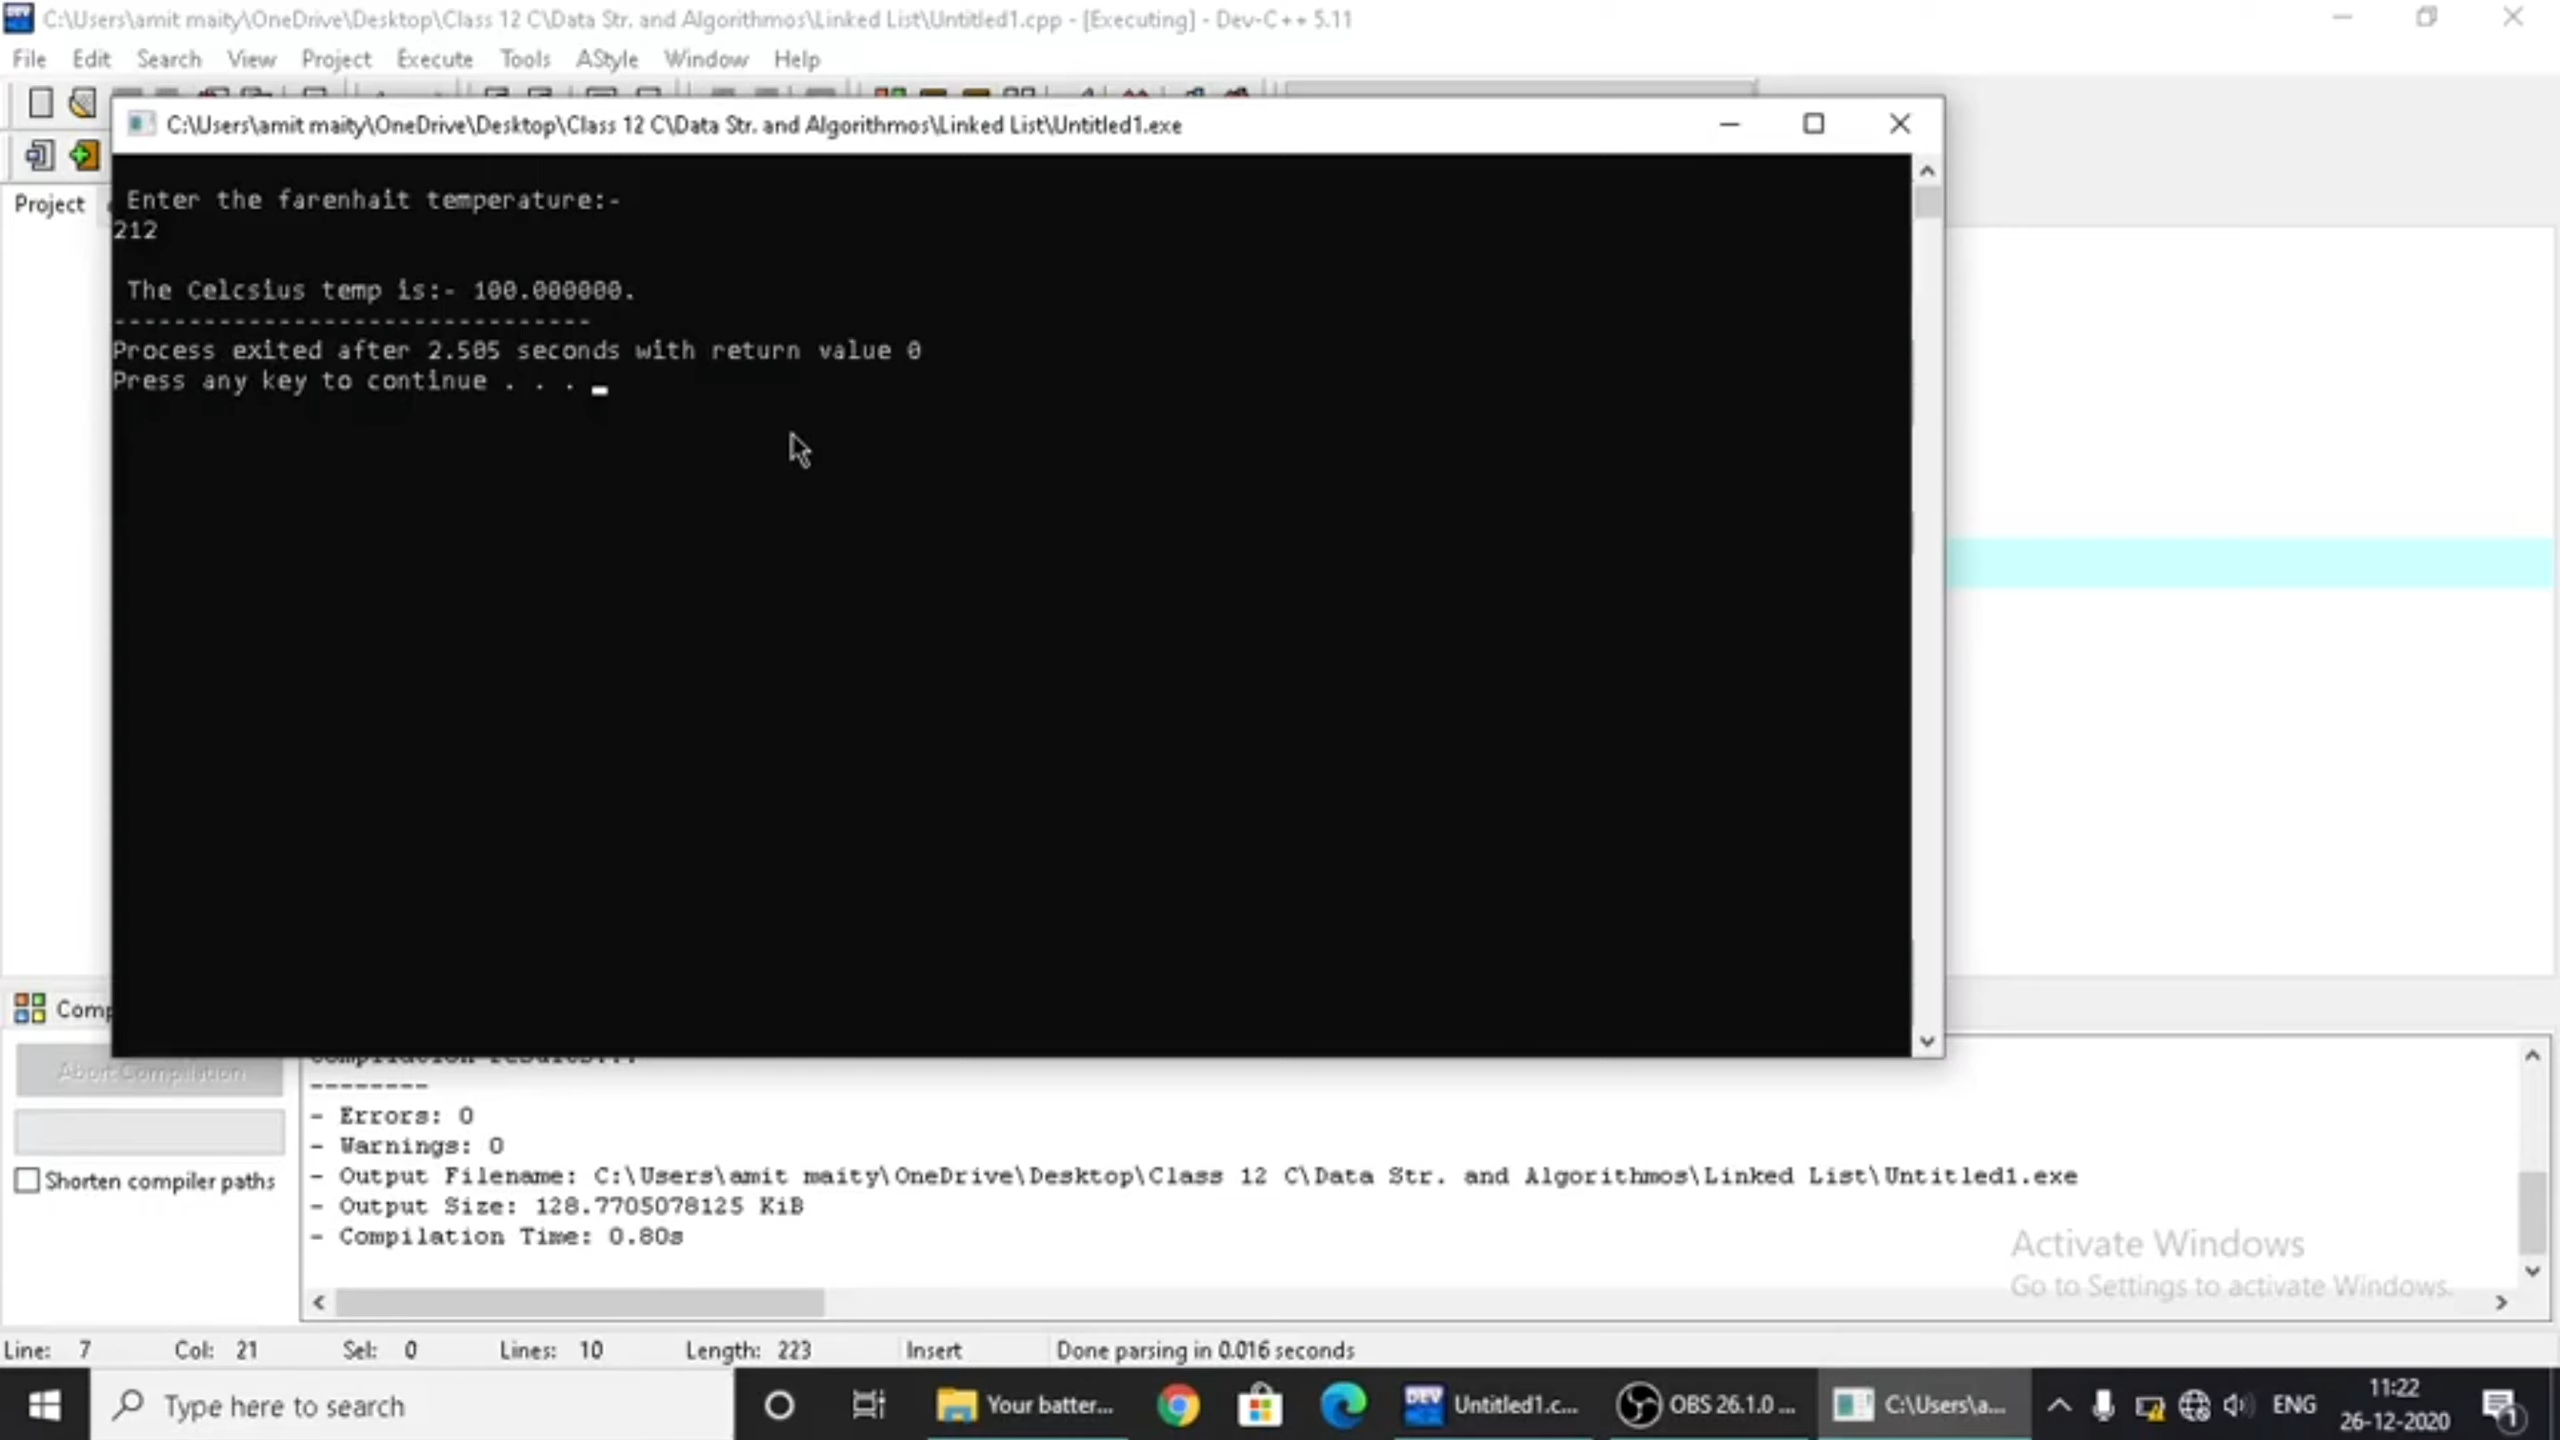 C:\Users\amit maity\OneDrive\Desktop\Class 12 C\Data Str. and Algorithmos\Linked List\Untitled1.cpp - [Executing] - Dev-C++ 5.11
File Edit Search View Project Execute Tools AStyle Window Help
C:\Users\amit maity\OneDrive\Desktop\Class 12 C\Data Str. and Algorithmos\Linked List\Untitled1.exe
Project
Enter the farenhait temperature:-
212
The Celcsius temp is:- 100.000000.
--------------------------------
Process exited after 2.505 seconds with return value 0
Press any key to continue . . .
Comp
Abort Compilation
Compilation results...
--------
- Errors: 0
- Warnings: 0
Shorten compiler paths
- Output Filename: C:\Users\amit maity\OneDrive\Desktop\Class 12 C\Data Str. and Algorithmos\Linked List\Untitled1.exe
- Output Size: 128.7705078125 KiB
- Compilation Time: 0.80s
Activate Windows
Go to Settings to activate Windows.
Line: 7 Col: 21 Sel: 0 Lines: 10 Length: 223 Insert Done parsing in 0.016 seconds
Type here to search
Your batter...
DEV
Untitled1.c...
OBS 26.1.0 ...
C:\Users\a...
ENG
11:22
26-12-2020
1